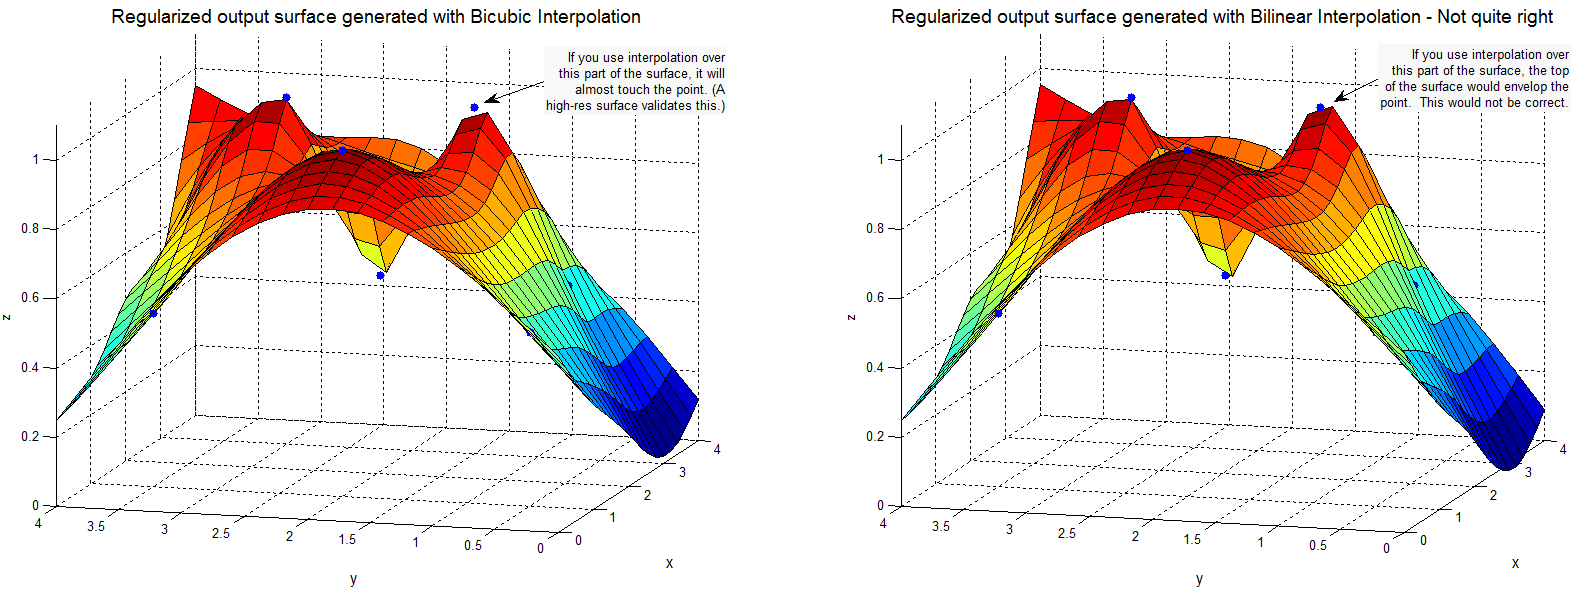 Regularized output surface generated with Bicubic Interpolation
If you use interpolation over
this part of the surface, it will
almost touch the point. (A
high-res surface validates this.)
1
0.8
0.6
0.4
0.2
0
z
4
3.5
3
2.5
2
1.5
1
0.5
0
y
0
1
2
3
4
x
Regularized output surface generated with Bilinear Interpolation - Not quite right
If you use interpolation over
this part of the surface, the top
of the surface would envelop the
point.  This would not be correct.
1
0.8
0.6
0.4
0.2
0
z
4
3.5
3
2.5
2
1.5
1
0.5
0
y
0
1
2
3
4
x